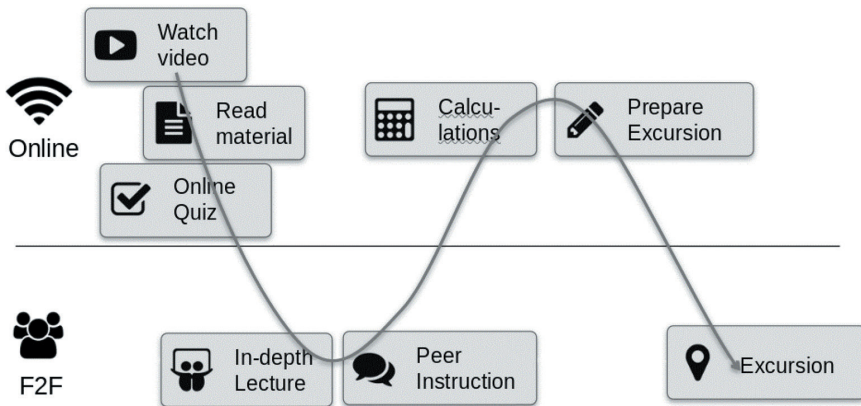 Watch
video
Read
material
Online
Quiz
Calcu-
lations
Prepare
Excursion
Online
In-depth
Lecture
Peer
Instruction
Excursion
F2F